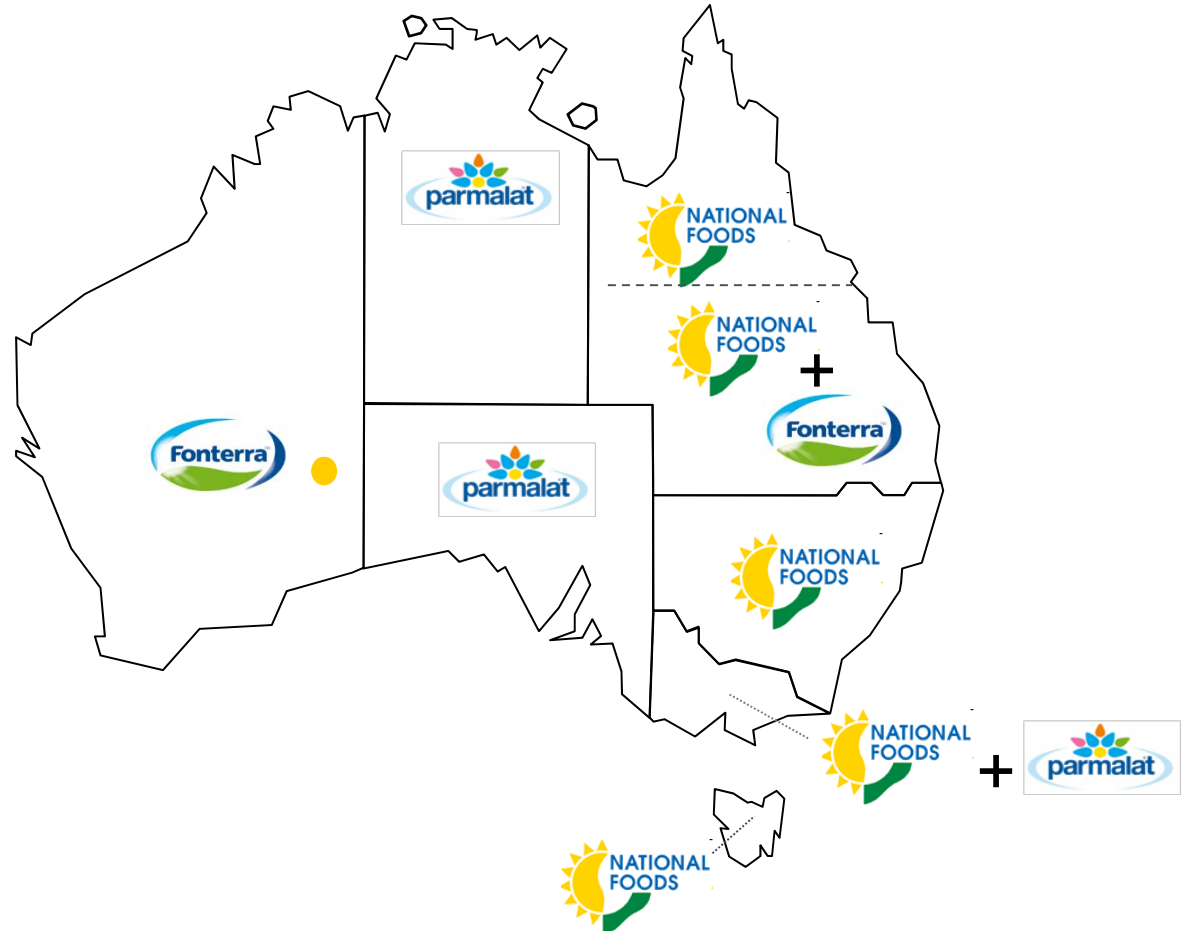 parmalat
NATIONAL
FOODS
NATIONAL
FOODS
+
Fonterra
Fonterra
parmalat
NATIONAL
FOODS
NATIONAL
FOODS
+
parmalat
NATIONAL
FOODS